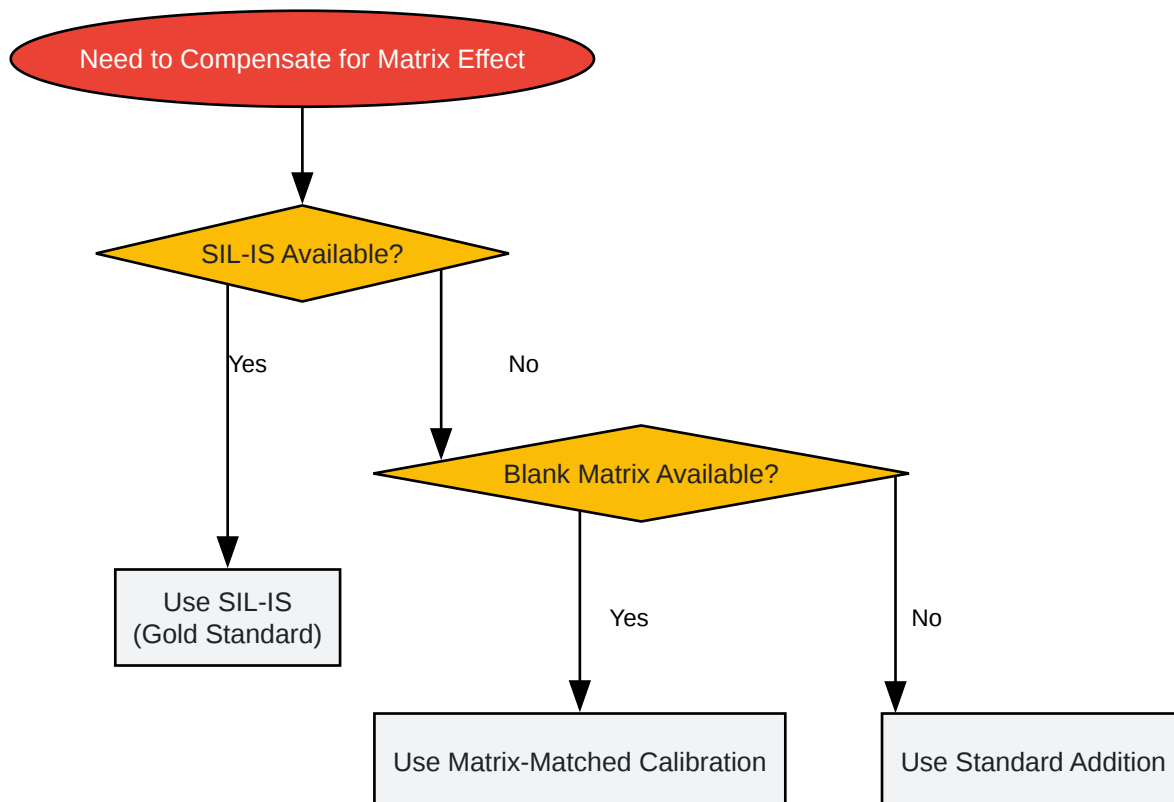 Need to Compensate for Matrix Effect
SIL-IS Available?
Yes
No
Blank Matrix Available?
Use SIL-IS
(Gold Standard)
Yes
No
Use Matrix-Matched Calibration
Use Standard Addition